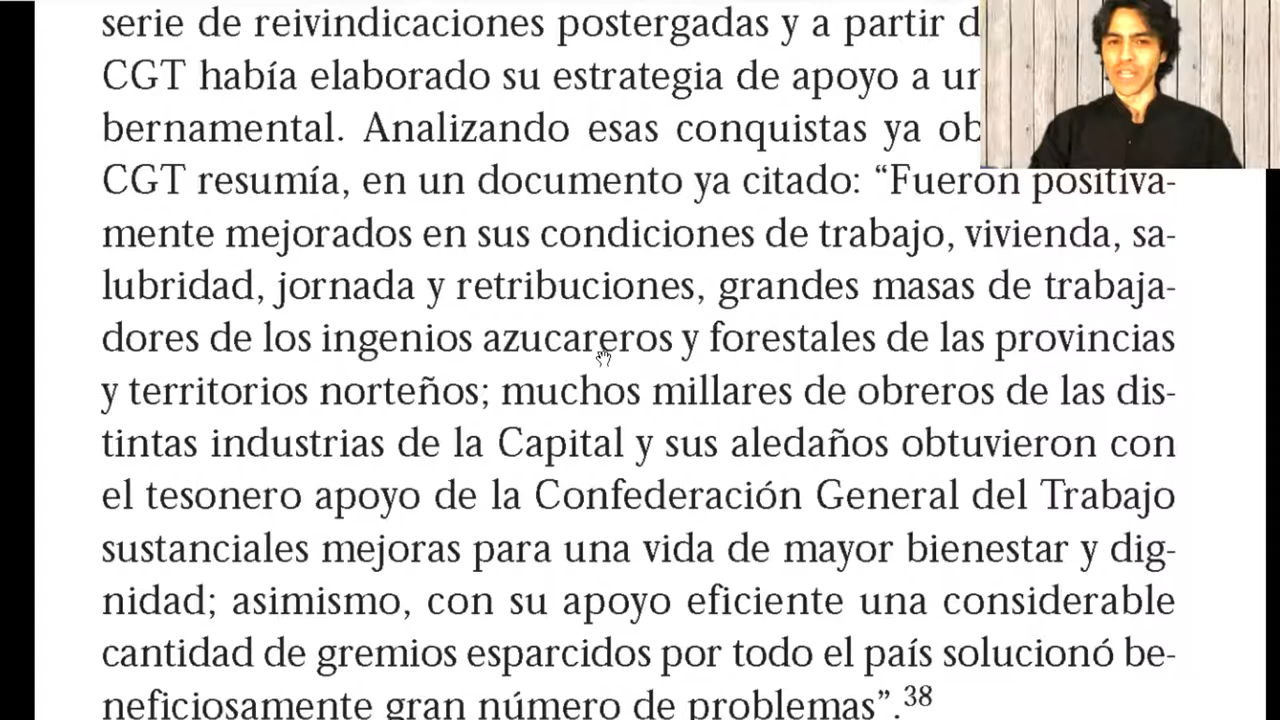 serie de reivindicaciones postergadas y a partir
CGT había elaborado su estrategia de apoyo a
bernamental. Analizando esas conquistas ya
CGT resumía, en un documento ya citado: “Fueron positiva-
mente mejorados en sus condiciones de trabajo, vivienda, sa-
lubridad, jornada y retribuciones, grandes masas de trabaja-
dores de los ingenios azucareros y forestales de las provincias
y territorios norteños; muchos millares de obreros de las dis-
tintas industrias de la Capital y sus aledaños obtuvieron con
el tesonero apoyo de la Confederación General del Trabajo
sustanciales mejoras para una vida de mayor bienestar y dig-
nidad; asimismo, con su apoyo eficiente una considerable
cantidad de gremios esparcidos por todo el país solucionó be-
neficiosamente gran número de problemas”.38